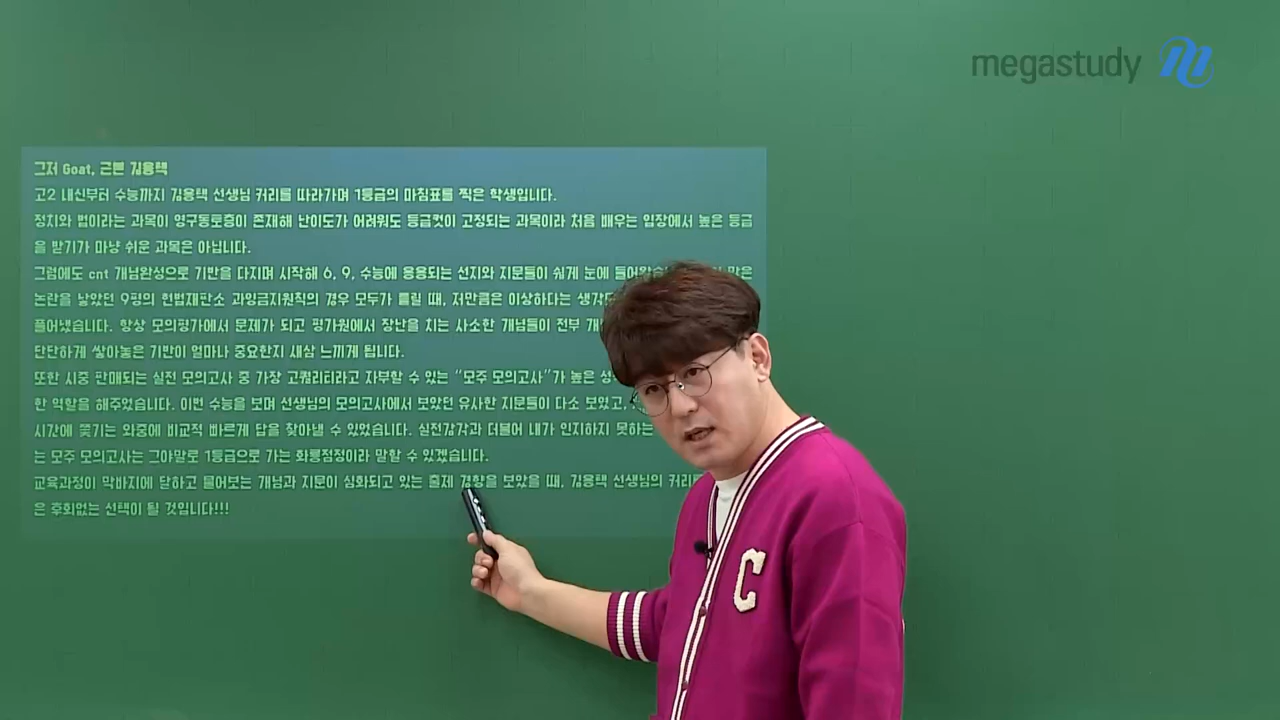 megastudy
그저 Goat, 근본 김용택
고2 내신부터 수능까지 김용택 선생님 커리를 따라가며 1등급의 마침표를 찍은 학생입니다.
정치와 법이라는 과목이 영구동토층이 존재해 난이도가 어려워도 등급컷이 고정되는 과목이라 처음 배우는 입장에서 높은 등급
을 받기가 마냥 쉬운 과목은 아닙니다.
그럼에도 cnt 개념완성으로 기반을 다지며 시작해 6, 9, 수능에 응용되는 선지와 지문들이 쉽게 눈에 많은
논란을 낳았던 9평의 헌법재판소 과잉금지원칙의 경우 모두가 틀릴 때, 저만큼은 이상하다는
풀어냈습니다. 항상 모의평가에서 문제가 되고 평가원에서 장난을 치는 사소한 개념들이 전부
단단하게 쌓아놓은 기반이 얼마나 중요한지 새삼 느끼게 됩니다.
또한 시중 판매되는 실전 모의고사 중 가장 고퀄리티라고 자부할 수 있는 "모주 모의고사"가 높은
한 역할을 해주었습니다. 이번 수능을 보며 선생님의 모의고사에서 보았던 유사한 지문들이 다소 보였고,
시간에 쫓기는 와중에 비교적 빠르게 답을 찾아낼 수 있었습니다. 실전감각과 더불어 내가 인지하지 못하는
는 모주 모의고사는 그야말로 1등급으로 가는 화룡점정이라 말할 수 있겠습니다.
교육과정이 막바지에 닫하고 물어보는 개념과 지문이 심화되고 있는 출제 경향을 보았을 때, 김용택 선생님의
은 후회없는 선택이 될 것입니다!!!
C